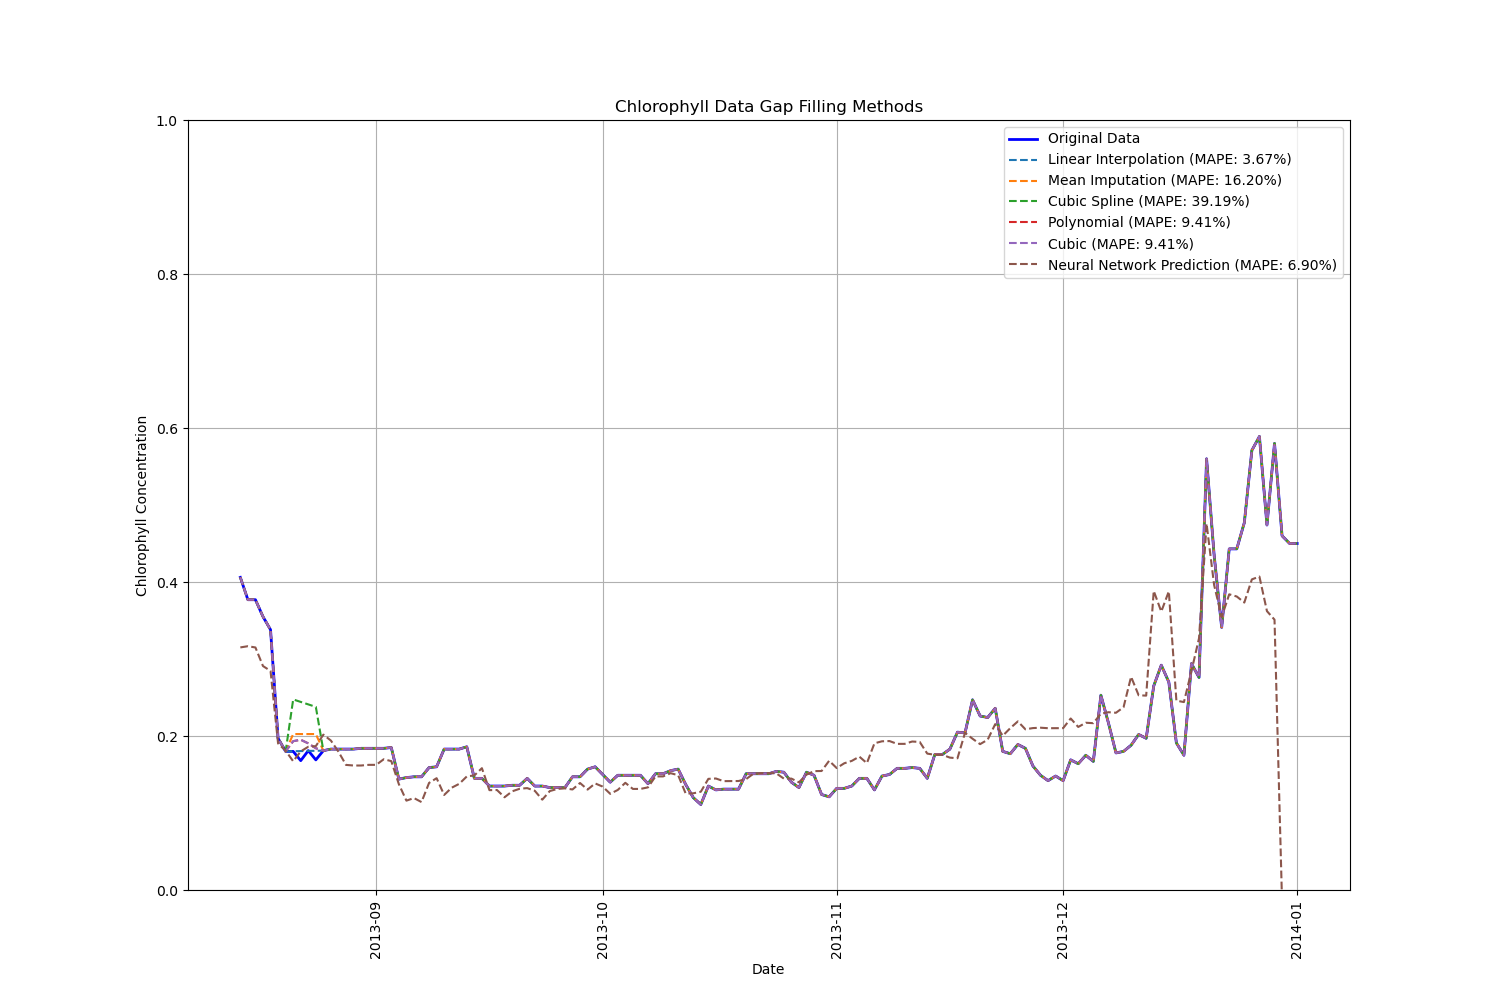 Chlorophyll Data Gap Filling Methods
1.0
0.8
0.6
0.4
0.2
0.0
Chlorophyll Concentration
Original Data
Linear Interpolation (MAPE: 3.67%)
Mean Imputation (MAPE: 16.20%)
Cubic Spline (MAPE: 39.19%)
Polynomial (MAPE: 9.41%)
Cubic (MAPE: 9.41%)
Neural Network Prediction (MAPE: 6.90%)
2013-09
2013-10
2013-11
2013-12
2014-01
Date